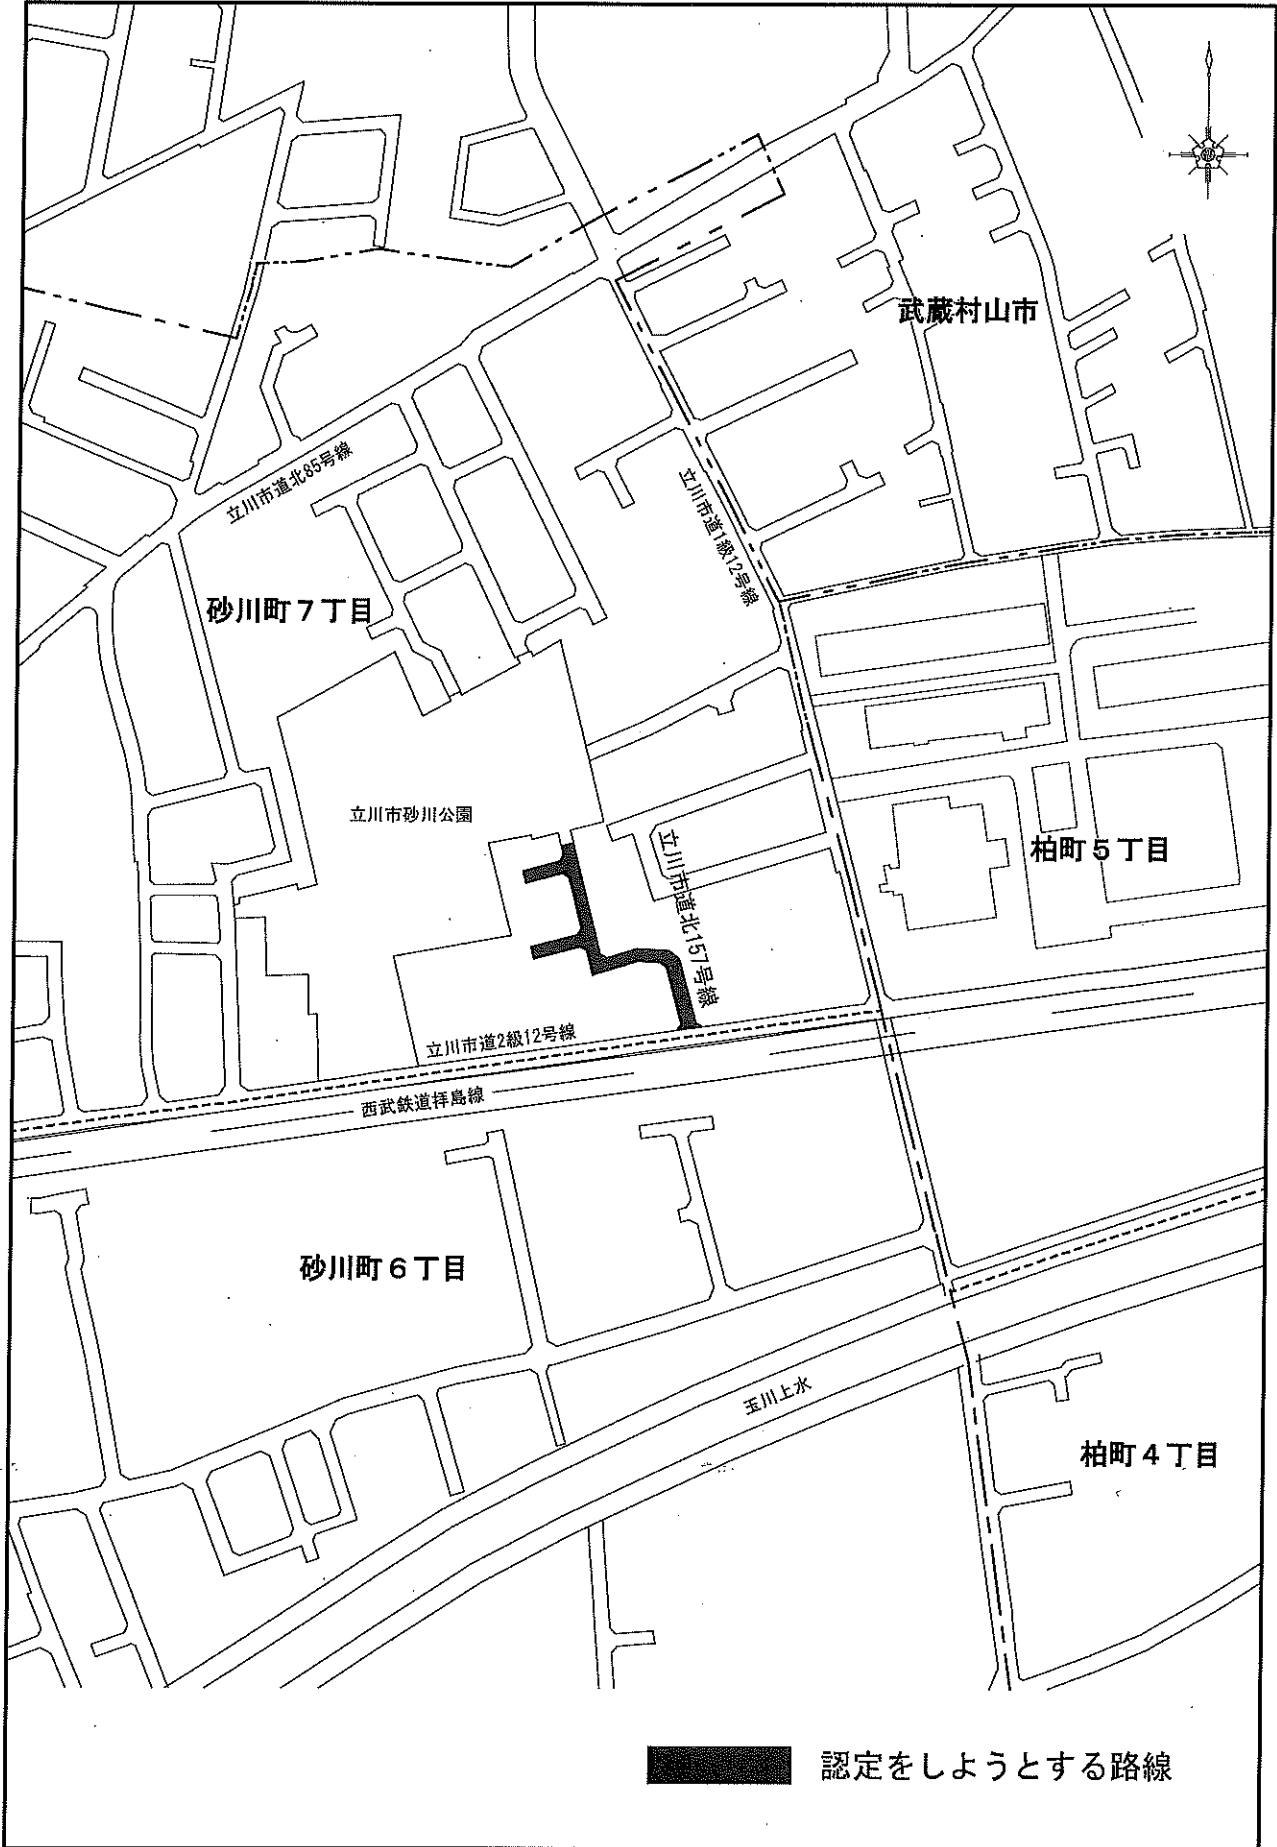 武蔵村山市
立川市道北85号線
立川市道1級12号線
砂川町７丁目
立川市砂川公園
柏町５丁目
立川市道北157号線
立川市道2級12号線
西武鉄道拝島線
砂川町６丁目
玉川上水
柏町４丁目
認定をしようとする路線